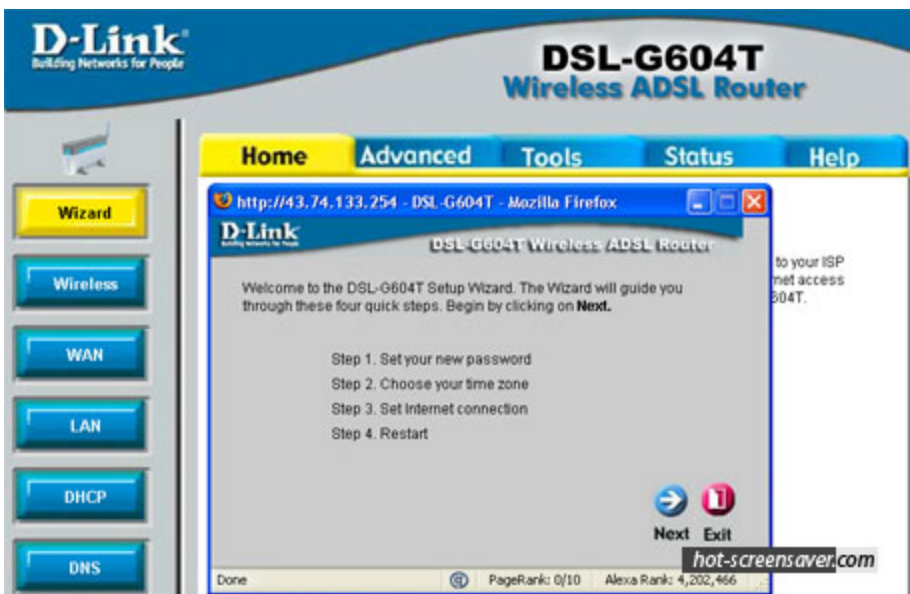 D-Link
Building Networks for People
DSL-G604T
Wireless ADSL Router
Home
Advanced
Tools
Status
Help
Wizard
Wireless
WAN
LAN
DHCP
DNS
http://43.74.133.254 - DSL-G604T - Mozilla Firefox
D-Link
Building Networks for People
DSL-G604T Wireless ADSL Router
Welcome to the DSL-G604T Setup Wizard. The Wizard will guide you
through these four quick steps. Begin by clicking on Next.
Step 1. Set your new password
Step 2. Choose your time zone
Step 3. Set Internet connection
Step 4. Restart
Next
Exit
to your ISP
net access
604T.
Done
PageRank: 0/10
Alexa Rank: 4,202,466
hot-screensaver.com